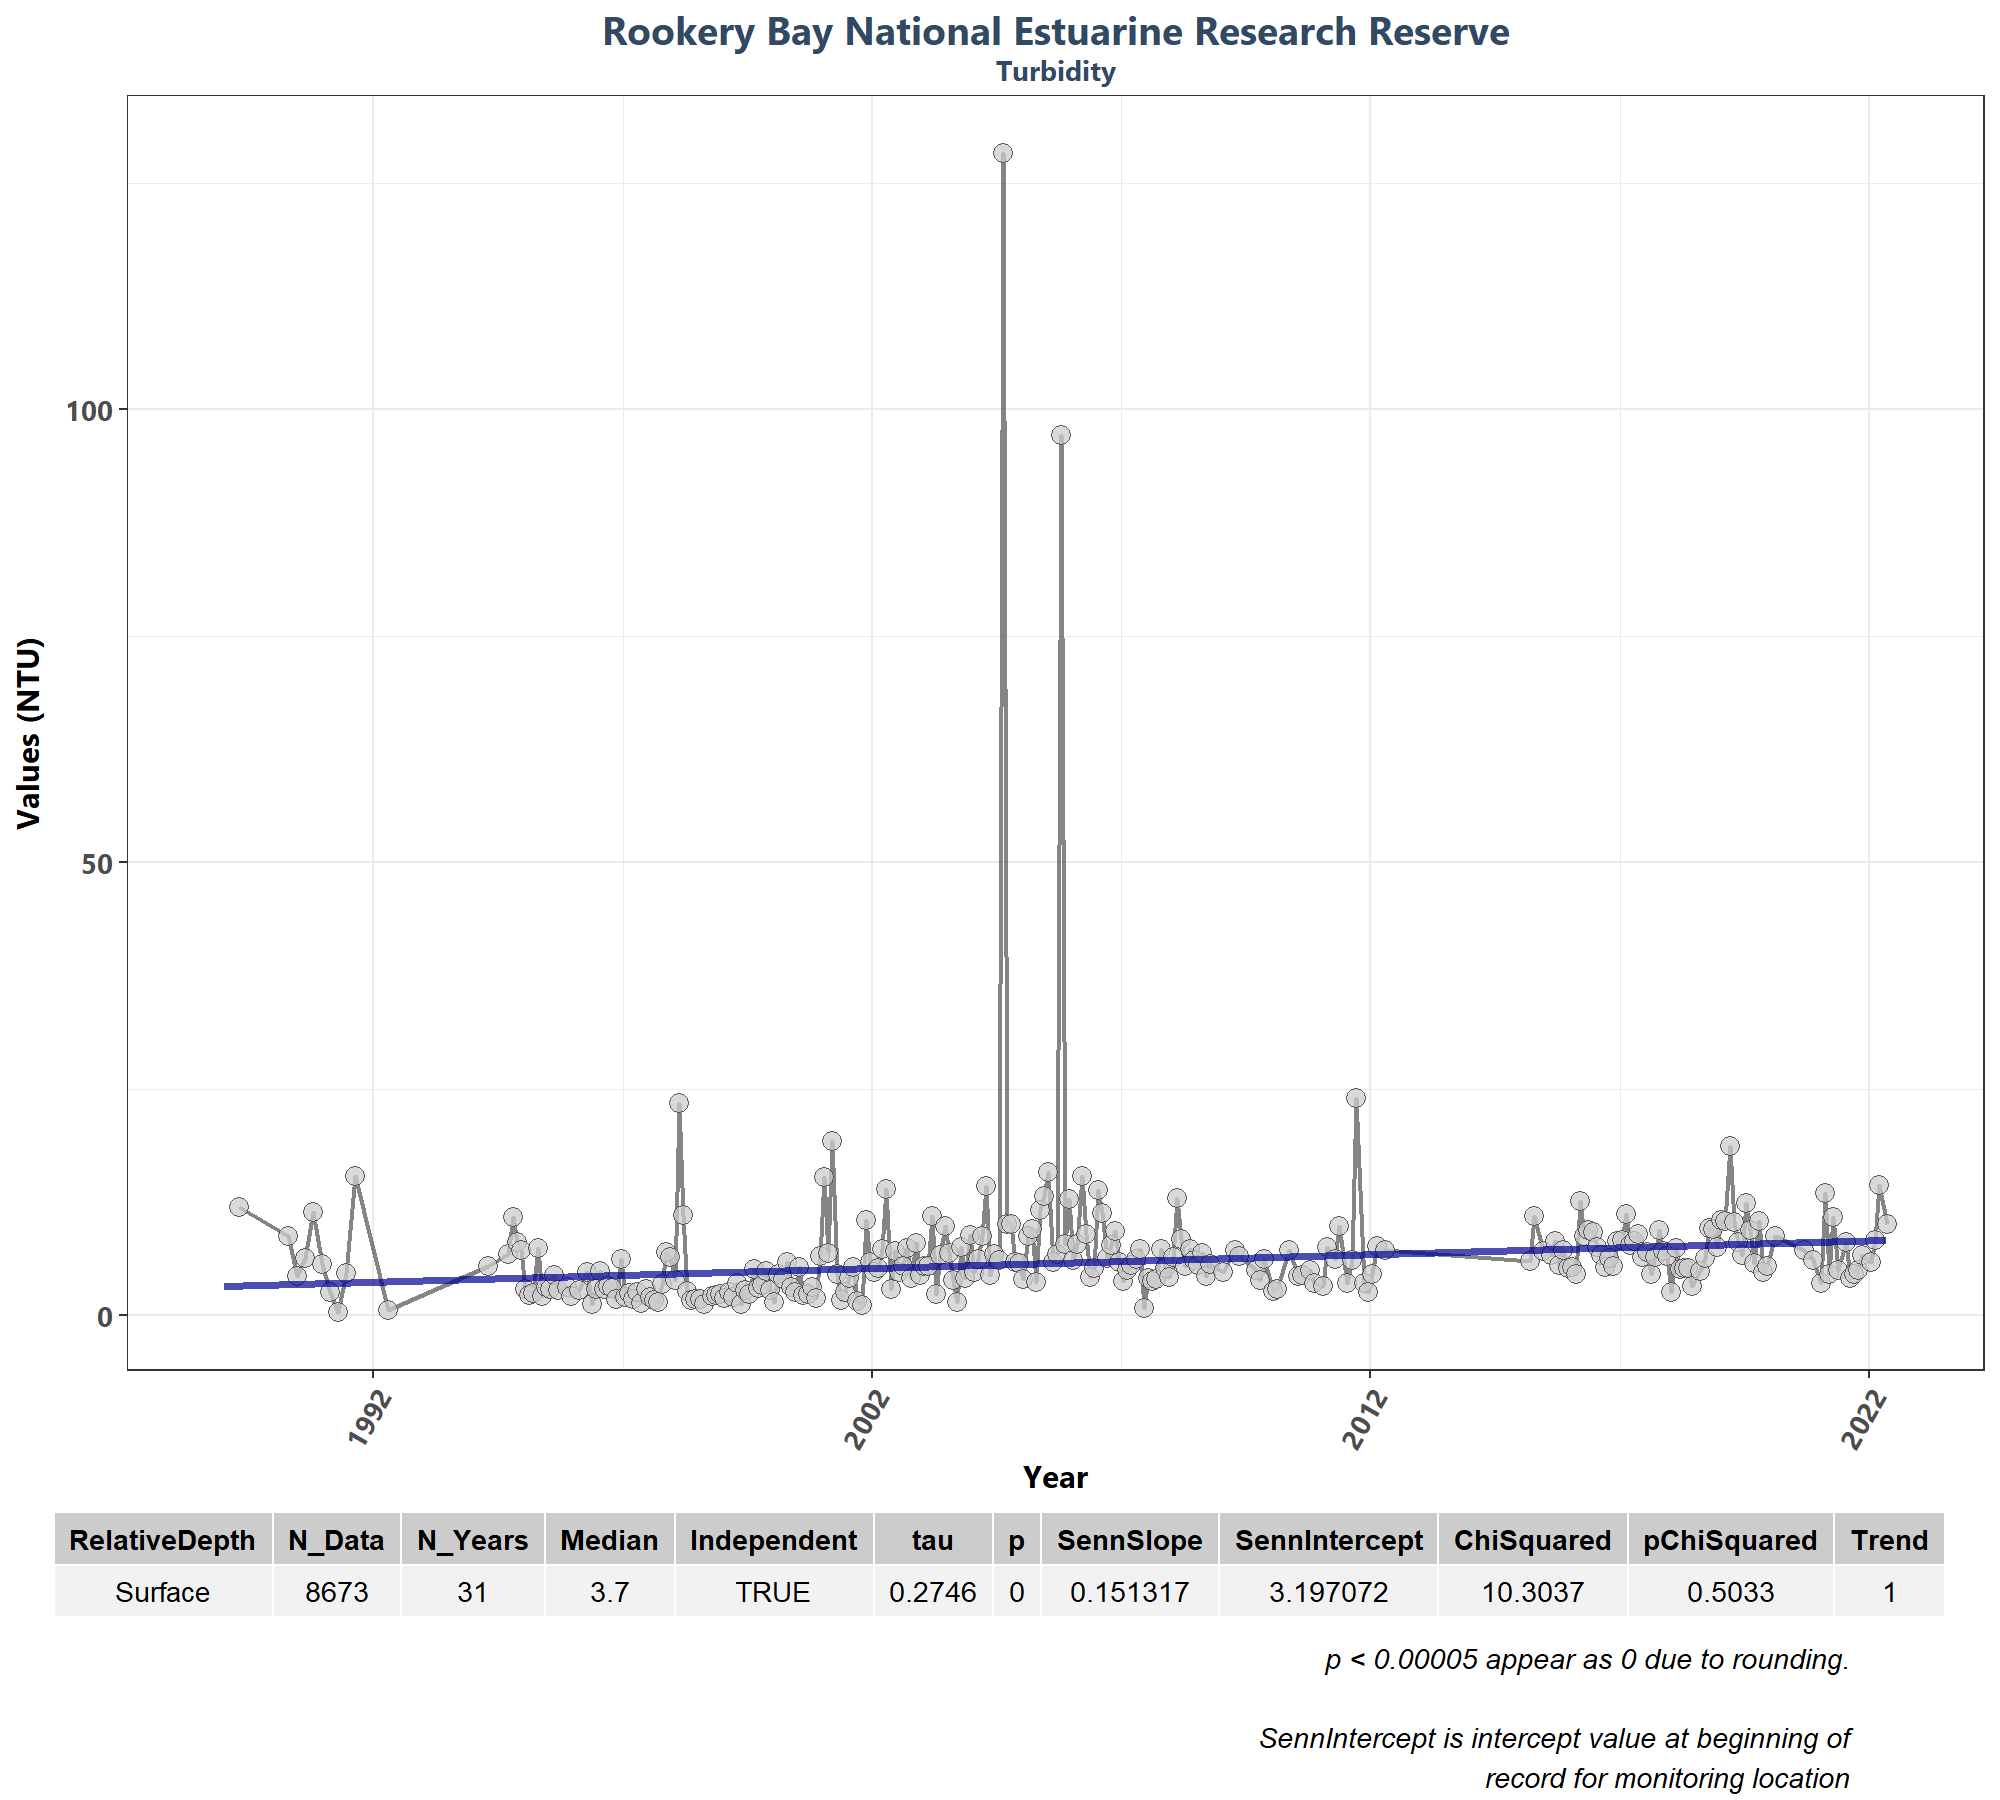 Rookery Bay National Estuarine Research Reserve
Turbidity
Values (NTU)
100
50
0
1992 2002 2012 2022
Year
RelativeDepth N_Data N_Years Median Independent tau p SennSlope SennIntercept ChiSquared pChiSquared Trend
Surface 8673 31 3.7 TRUE 0.2746 0 0.151317 3.197072 10.3037 0.5033 1
p < 0.00005 appear as 0 due to rounding.
SennIntercept is intercept value at beginning of
record for monitoring location